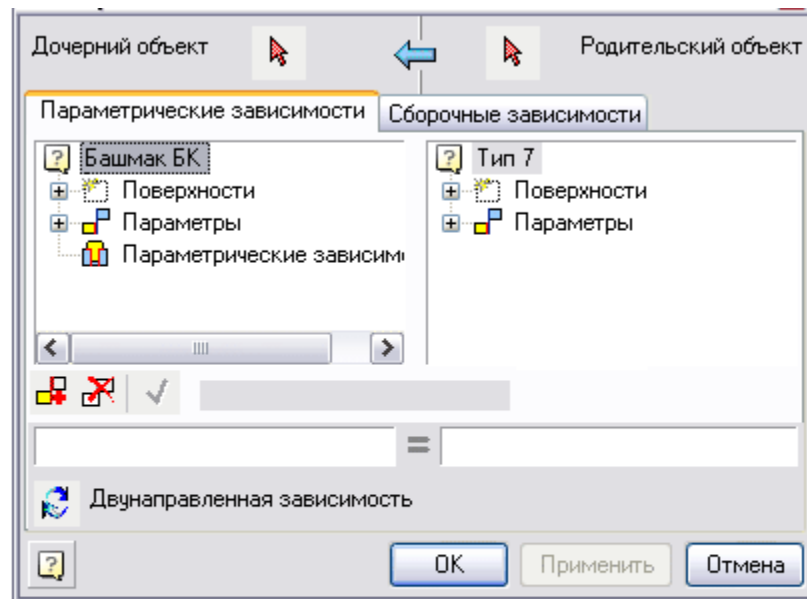 Дочерний объект
Родительский объект
Параметрические зависимости
Сборочные зависимости
Башмак БК
Поверхности
Параметры
Параметрические зависим
Тип 7
Поверхности
Параметры
=
Двунаправленная зависимость
OK
Применить
Отмена